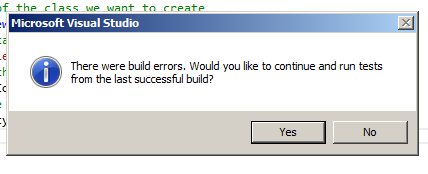 of the class we want to create
Microsoft Visual Studio
There were build errors. Would you like to continue and run tests
from the last successful build?
Yes
No